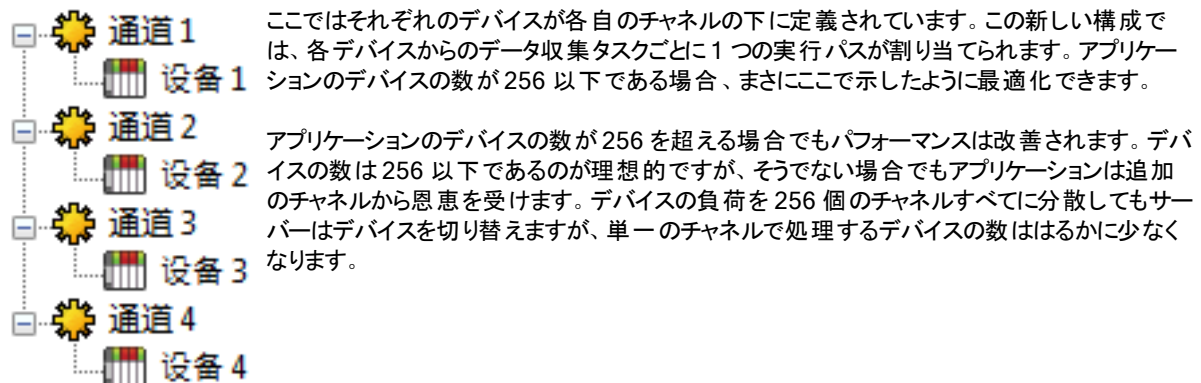 通道 1
设备 1
通道 2
设备 2
通道 3
设备 3
通道 4
设备 4
ここではそれぞれのデバイスが各自のチャネルの下に定義されています。この新しい構成で
は、各デバイスからのデータ収集タスクごとに 1 つの実行パスが割り当てられます。アプリケー
ションのデバイスの数が 256 以下である場合、まさにここで示したように最適化できます。
アプリケーションのデバイスの数が 256 を超える場合でもパフォーマンスは改善されます。デバ
イスの数は 256 以下であるのが理想的ですが、そうでない場合でもアプリケーションは追加
のチャネルから恩恵を受けます。デバイスの負荷を 256 個のチャネルすべてに分散してもサー
バーはデバイスを切り替えますが、単一のチャネルで処理するデバイスの数ははるかに少なく
なります。